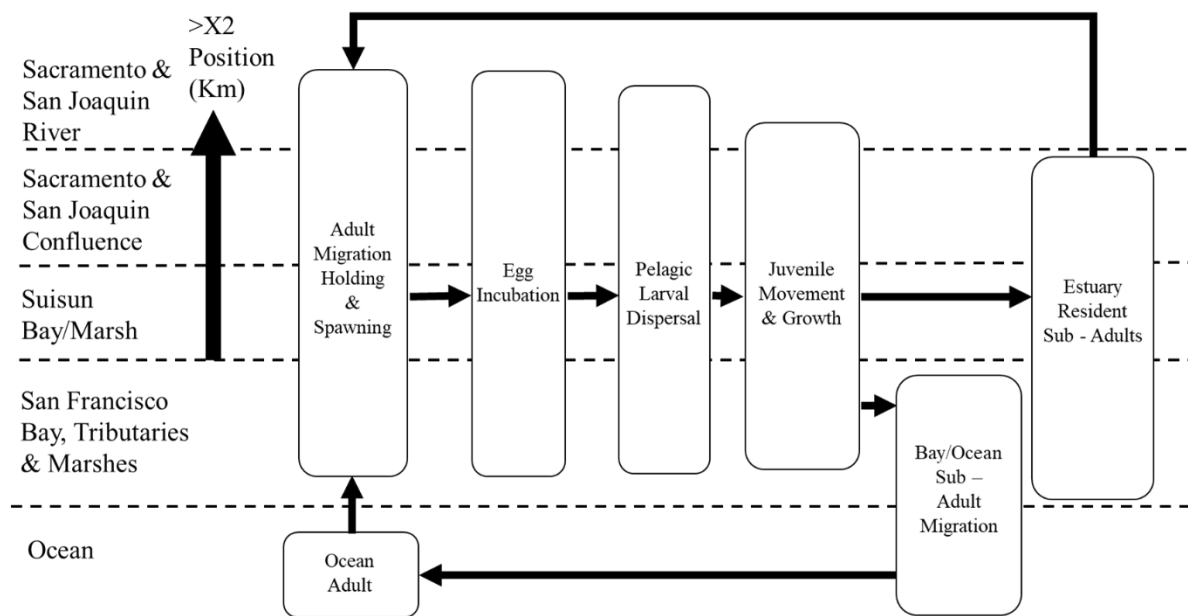 >X2
Position
(Km)
Sacramento &
San Joaquin
River
Sacramento &
San Joaquin
Confluence
Suisun
Bay/Marsh
San Francisco
Bay, Tributaries
& Marshes
Ocean
Adult
Migration
Holding
&
Spawning
Egg
Incubation
Pelagic
Larval
Dispersal
Juvenile
Movement
& Growth
Estuary
Resident
Sub - Adults
Bay/Ocean
Sub –
Adult
Migration
Ocean
Adult